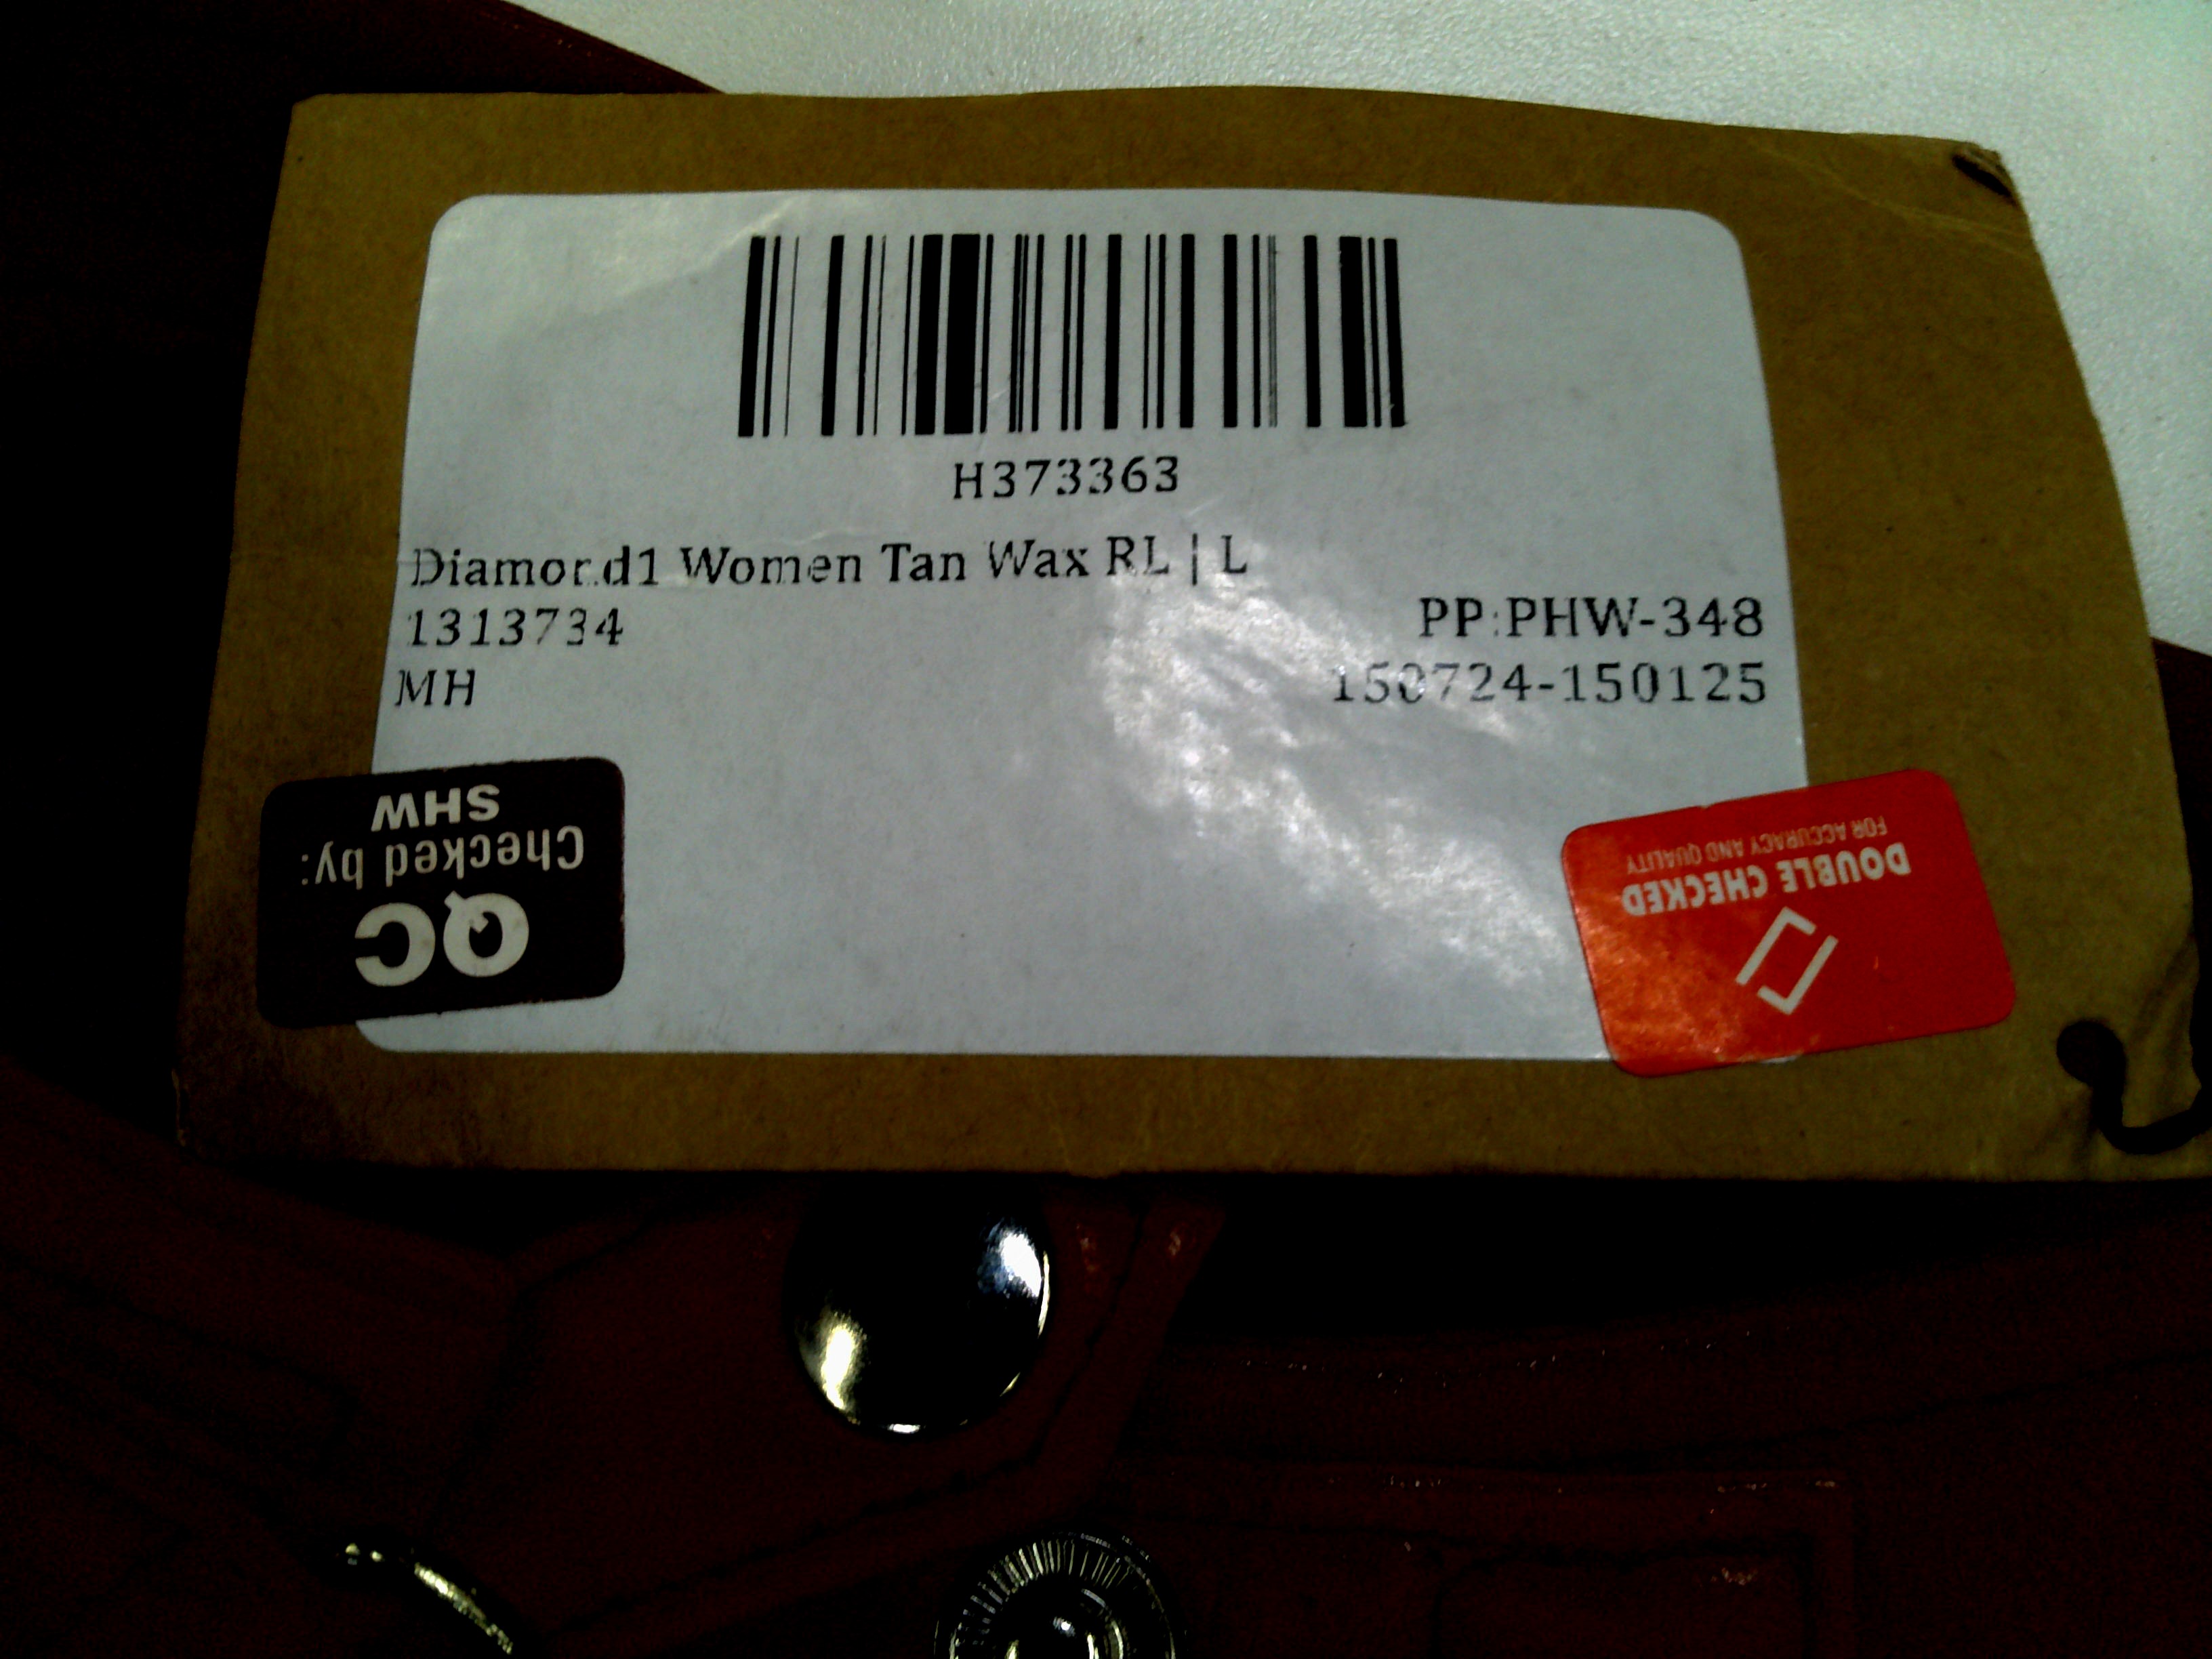 H373363
Diamond1 Women Tan Wax RL | L
1313734
PP:PHW-348
MH
150724-150125
QC
Checked by:
SHW
DOUBLE CHECKED
FOR ACCURACY AND QUALITY